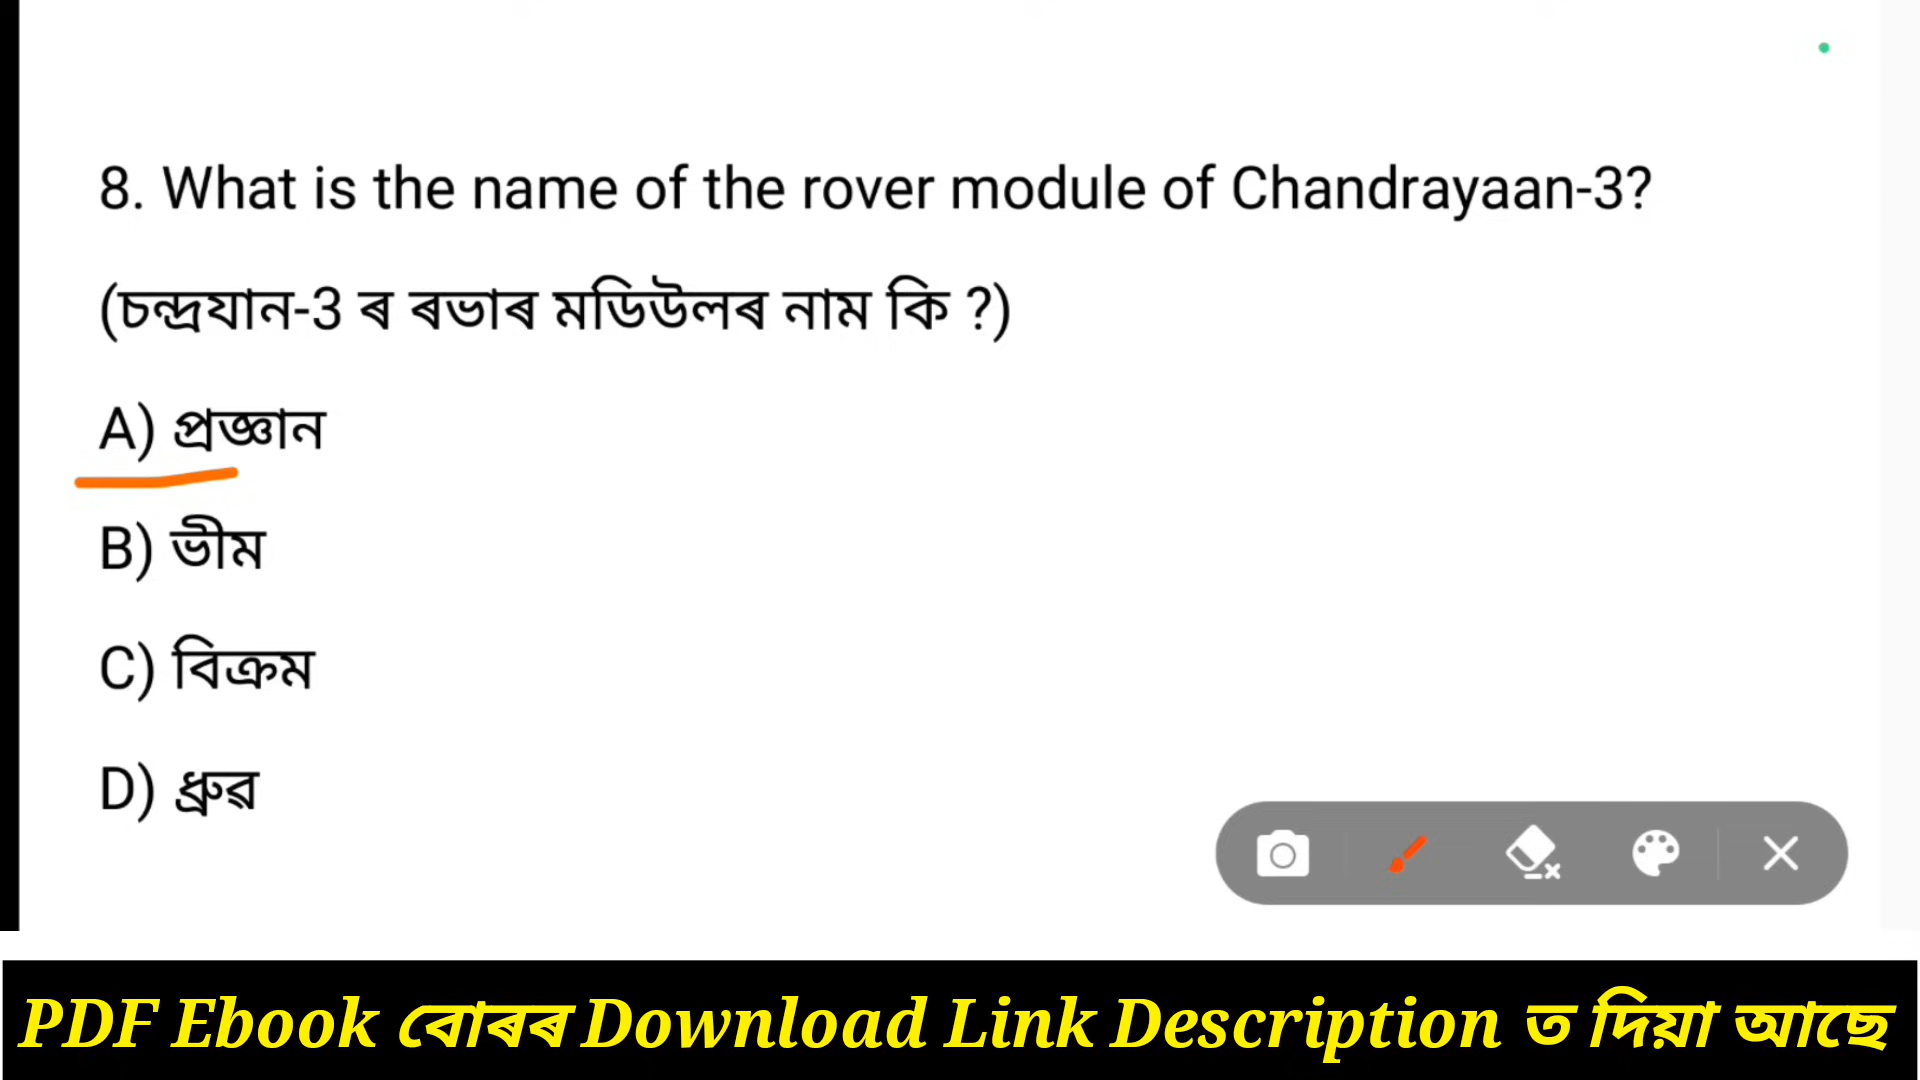 8. What is the name of the rover module of Chandrayaan-3?
(চন্দ্ৰযান-3 ৰ ৰভাৰ মডিউলৰ নাম কি ?)
A) প্ৰজ্ঞান
B) ভীম
C) বিক্ৰম
D) ধ্ৰুৱ
PDF Ebook বোৰৰ Download Link Description ত দিয়া আছে